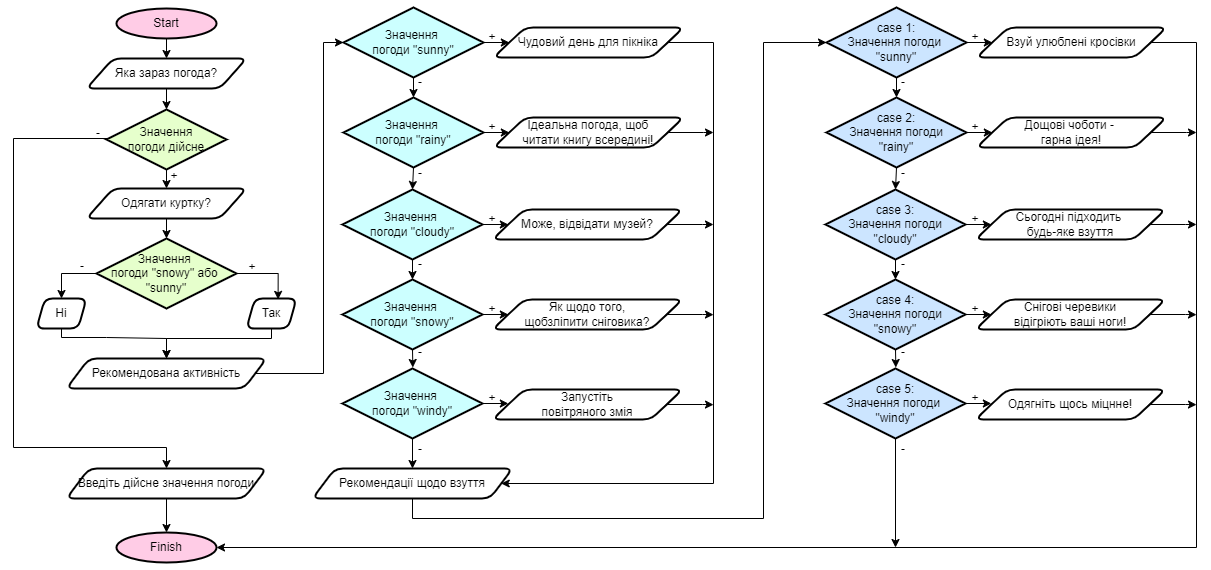 Start
Яка зараз погода?
Значення
погоди дійсне
-
+
Одягати куртку?
Значення
погоди "snowy" або
"sunny"
-
+
Ні
Так
Рекомендована активність
Введіть дійсне значення погоди
Finish
Значення
погоди "sunny"
+
-
Чудовий день для пікніка
Значення
погоди "rainy"
+
-
Ідеальна погода, щоб
читати книгу всередині!
Значення
погоди "cloudy"
+
-
Може, відвідати музей?
Значення
погоди "snowy"
+
-
Як щодо того,
щобзліпити сніговика?
Значення
погоди "windy"
+
-
Запустіть
повітряного змія
Рекомендації щодо взуття
case 1:
Значення погоди
"sunny"
+
-
Взуй улюблені кросівки
case 2:
Значення погоди
"rainy"
+
-
Дощові чоботи -
гарна ідея!
case 3:
Значення погоди
"cloudy"
+
-
Сьогодні підходить
будь-яке взуття
case 4:
Значення погоди
"snowy"
+
-
Снігові черевики
відігріють ваші ноги!
case 5:
Значення погоди
"windy"
+
-
Одягніть щось міцнне!